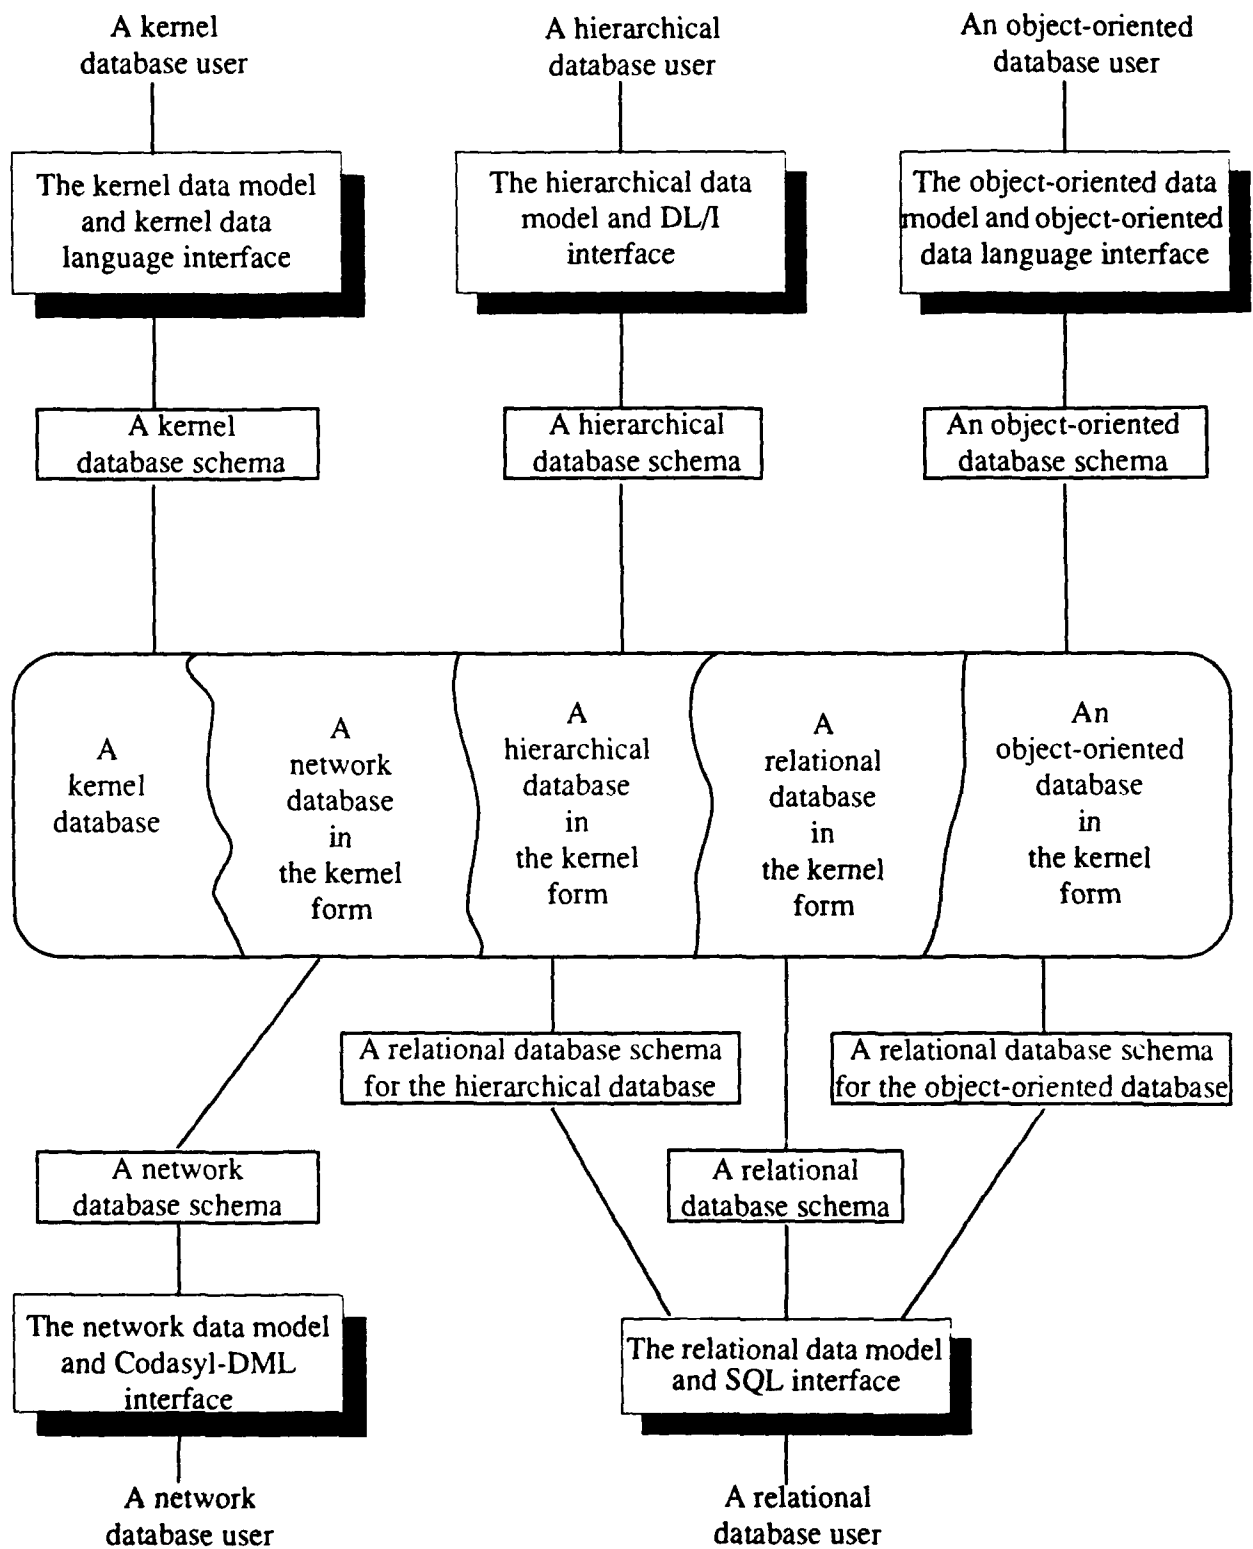 A kernel
database user
A hierarchical
database user
An object-oriented
database user
The kernel data model
and kernel data
language interface
The hierarchical data
model and DL/I
interface
The object-oriented data
model and object-oriented
data language interface
A kernel
database schema
A hierarchical
database schema
An object-oriented
database schema
A
kernel
database
A
network
database
in
the kernel
form
A
hierarchical
database
in
the kernel
form
A
relational
database
in
the kernel
form
An
object-oriented
database
in
the kernel
form
A relational database schema
for the hierarchical database
A relational database schema
for the object-oriented database
A network
database schema
A relational
database schema
The network data model
and Codasyl-DML
interface
The relational data model
and SQL interface
A network
database user
A relational
database user